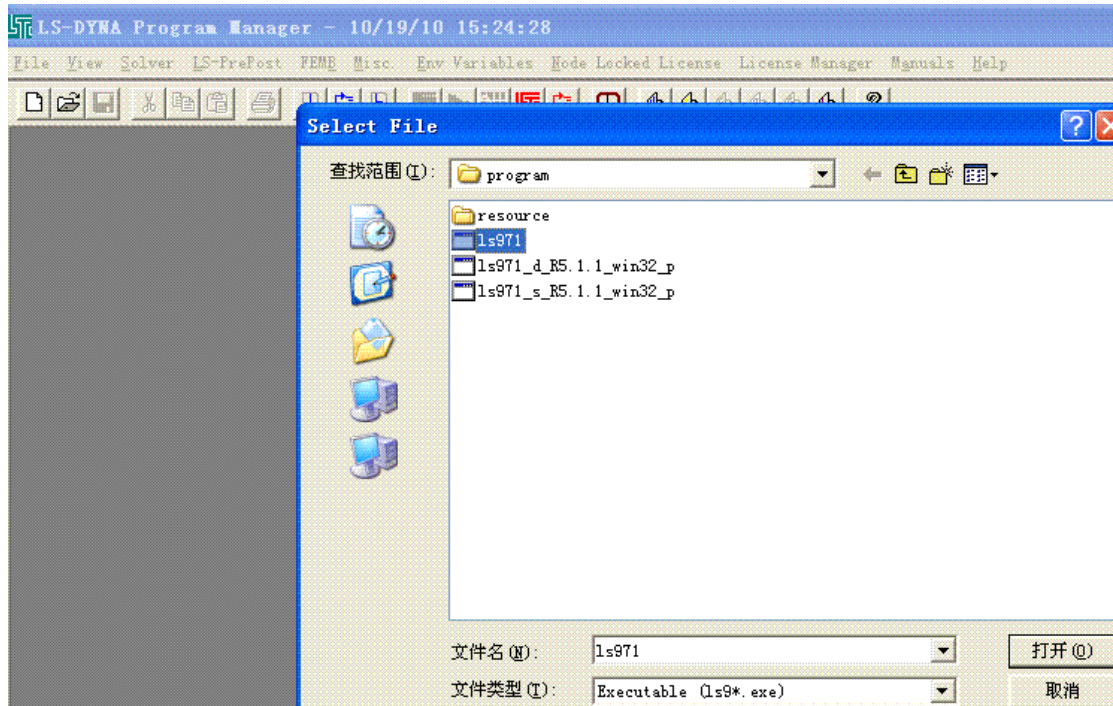 LS-DYNA Program Manager - 10/19/10 15:24:28
File View Solver LS-PrePost FEMB Misc. Env Variables Node Locked License License Manager Manuals Help
Select File
查找范围(I): program
resource
ls971
ls971_d_R5.1.1_win32_p
ls971_s_R5.1.1_win32_p
文件名(N): ls971 打开(O)
文件类型(T): Executable (ls9*.exe) 取消